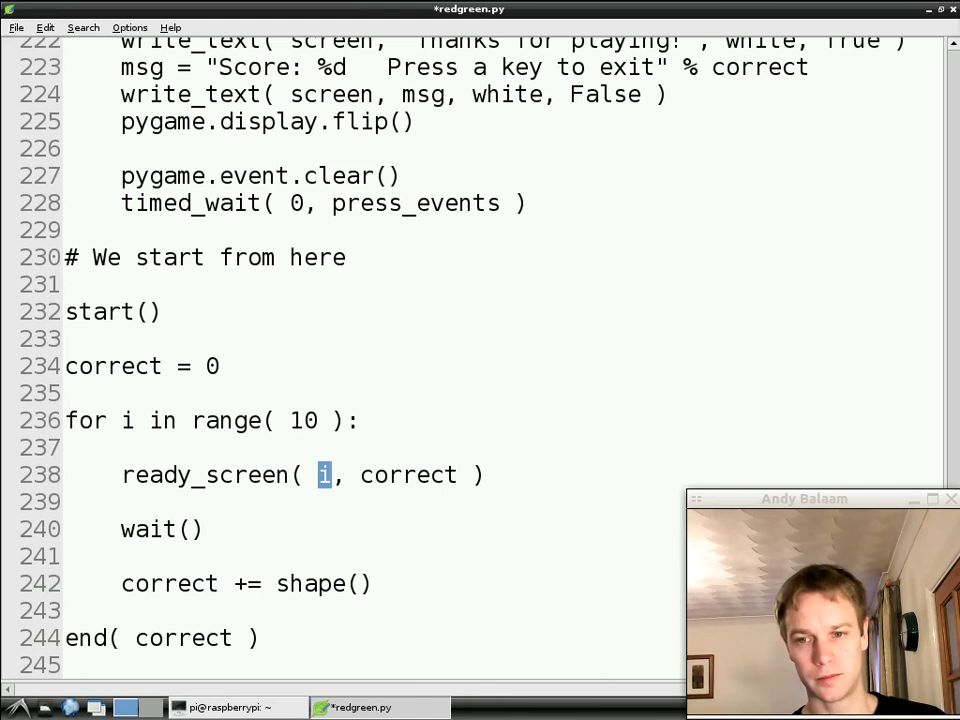 *redgreen.py
File Edit Search Options Help
222 write_text( screen, "Thanks for playing!", white, True )
223 msg = "Score: %d   Press a key to exit" % correct
224 write_text( screen, msg, white, False )
225 pygame.display.flip()
226
227 pygame.event.clear()
228 timed_wait( 0, press_events )
229
230 # We start from here
231
232 start()
233
234 correct = 0
235
236 for i in range( 10 ):
237
238 ready_screen( i, correct )
239
240 wait()
241
242 correct += shape()
243
244 end( correct )
245
Andy Balaam
pi@raspberrypi: ~
*redgreen.py